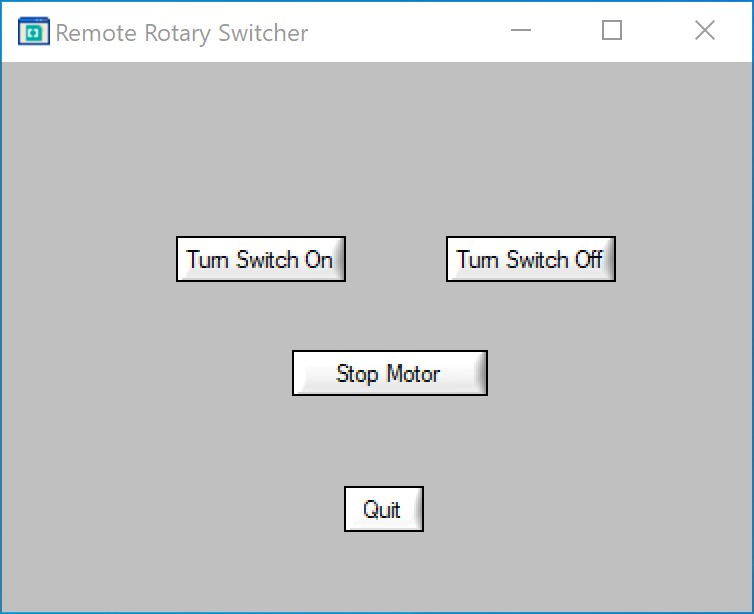 Remote Rotary Switcher
Turn Switch On
Turn Switch Off
Stop Motor
Quit